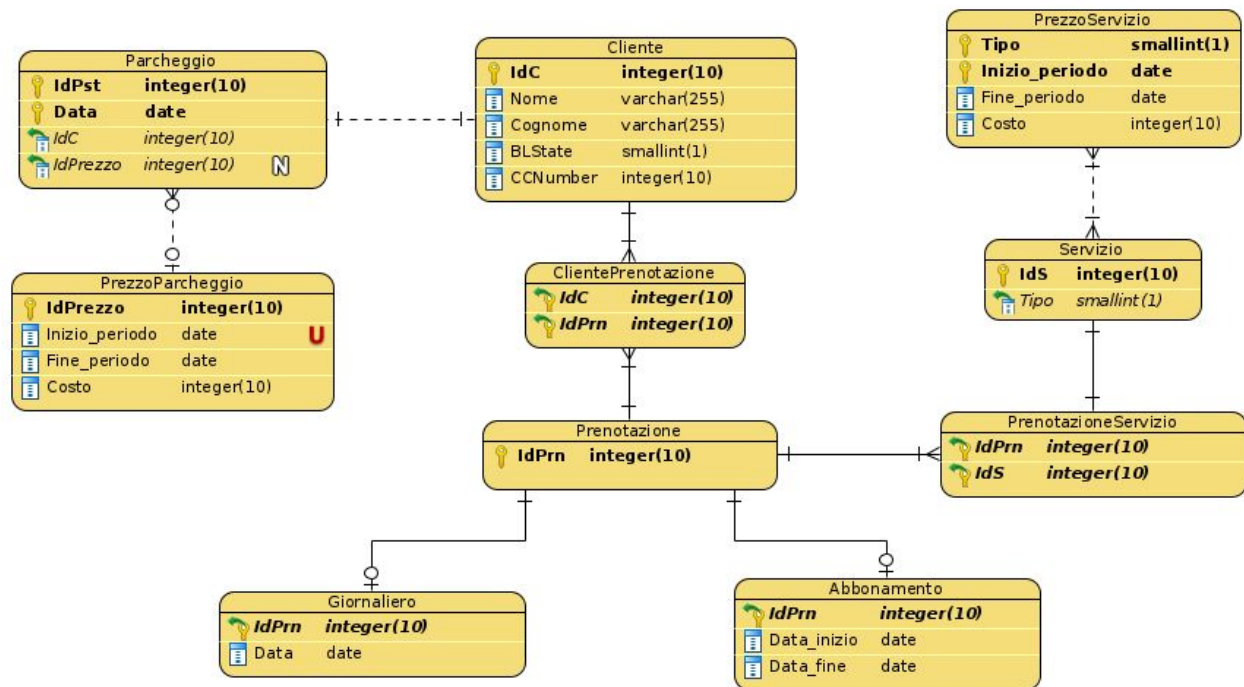 Parcheggio
IdPst integer(10)
Data date
IdC integer(10)
IdPrezzo integer(10) N
Cliente
IdC integer(10)
Nome varchar(255)
Cognome varchar(255)
BLState smallint(1)
CCNumber integer(10)
PrezzoServizio
Tipo smallint(1)
Inizio_periodo date
Fine_periodo date
Costo integer(10)
PrezzoParcheggio
IdPrezzo integer(10)
Inizio_periodo date U
Fine_periodo date
Costo integer(10)
ClientePrenotazione
IdC integer(10)
IdPrn integer(10)
Servizio
IdS integer(10)
Tipo smallint(1)
Prenotazione
IdPrn integer(10)
PrenotazioneServizio
IdPrn integer(10)
IdS integer(10)
Giornaliero
IdPrn integer(10)
Data date
Abbonamento
IdPrn integer(10)
Data_inizio date
Data_fine date